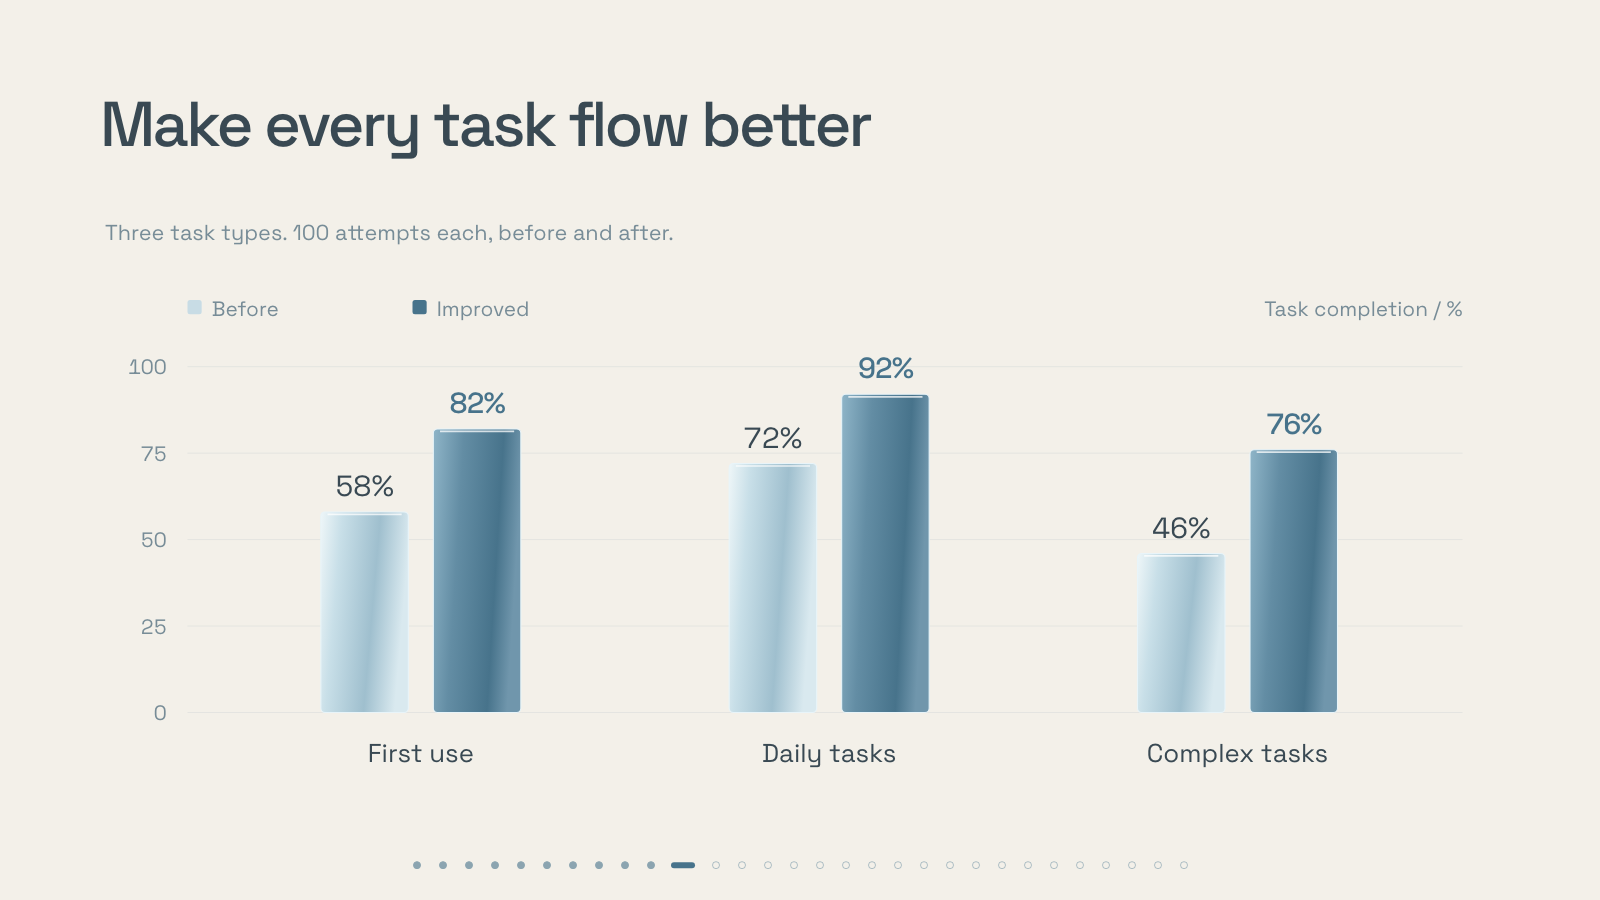 Make every task flow better
Three task types. 100 attempts each, before and after.
Before
Improved
Task completion / %
100
75
50
25
0
58%
82%
72%
92%
46%
76%
First use
Daily tasks
Complex tasks